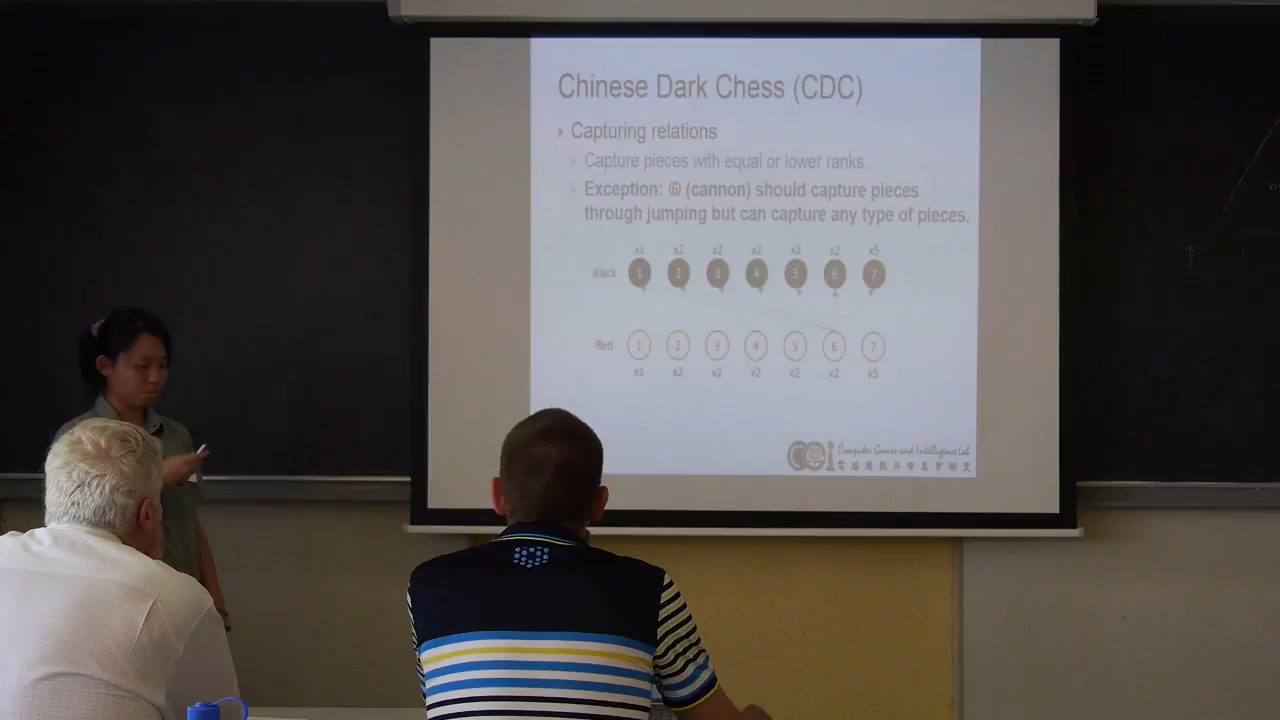 Chinese Dark Chess (CDC)
Capturing relations
Capture pieces with equal or lower ranks.
Exception: ⑥ (cannon) should capture pieces
through jumping but can capture any type of pieces.
x1 x2 x2 x2 x2 x2 x5
Black 1 2 3 4 5 6 7
Red 1 2 3 4 5 6 7
x1 x2 x2 x2 x2 x2 x5
CGi Computer Games and Intelligence Lab